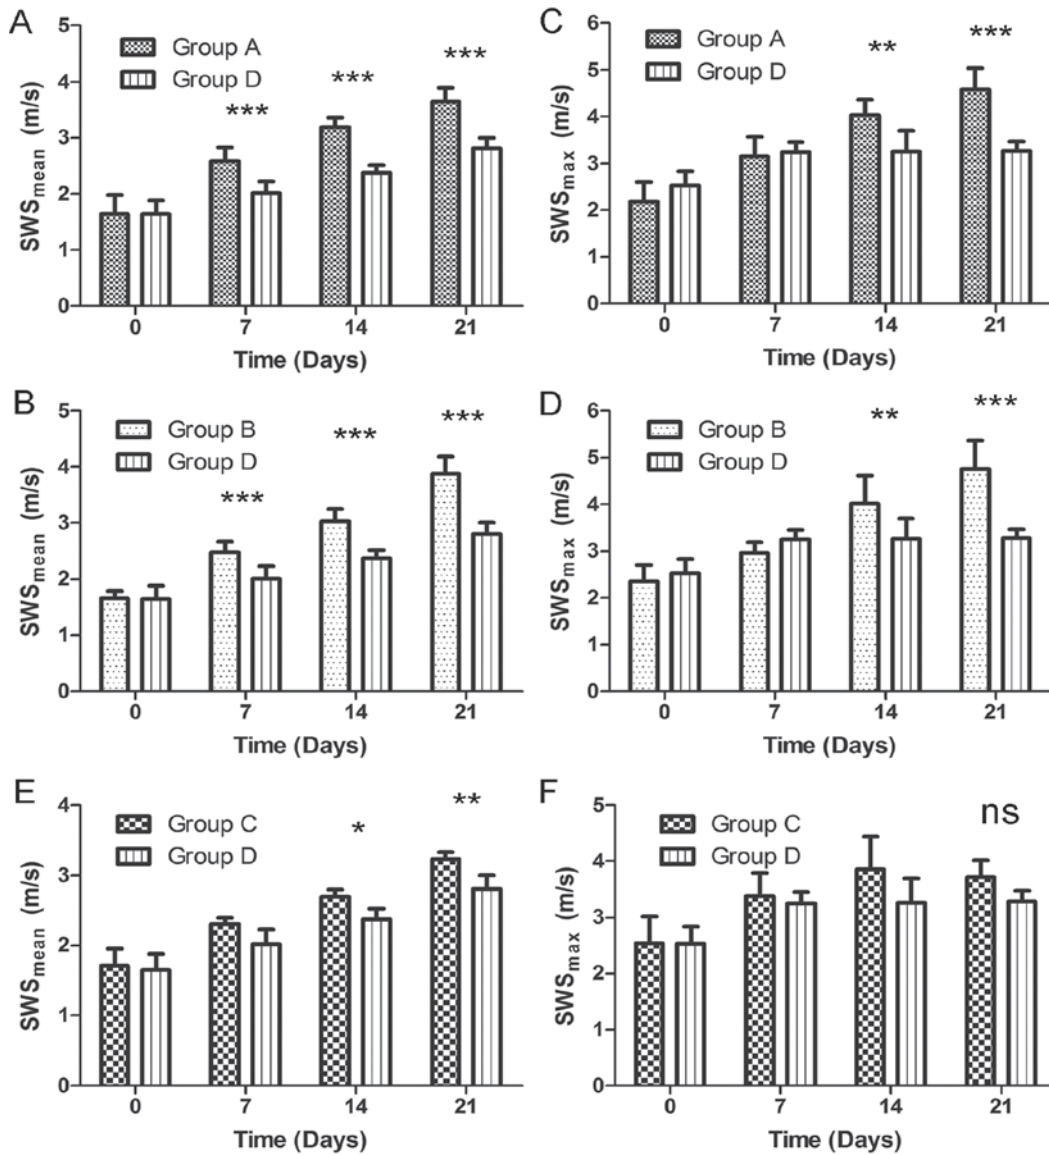 A
SWSmean (m/s)
5
4
3
2
1
0
Group A
Group D
***
***
***
0 7 14 21
Time (Days)
C
SWSmax (m/s)
6
5
4
3
2
1
0
Group A
Group D
**
***
0 7 14 21
Time (Days)
B
SWSmean (m/s)
5
4
3
2
1
0
Group B
Group D
***
***
***
0 7 14 21
Time (Days)
D
SWSmax (m/s)
6
5
4
3
2
1
0
Group B
Group D
**
***
0 7 14 21
Time (Days)
E
SWSmean (m/s)
4
3
2
1
0
Group C
Group D
*
**
0 7 14 21
Time (Days)
F
SWSmax (m/s)
5
4
3
2
1
0
Group C
Group D
ns
0 7 14 21
Time (Days)